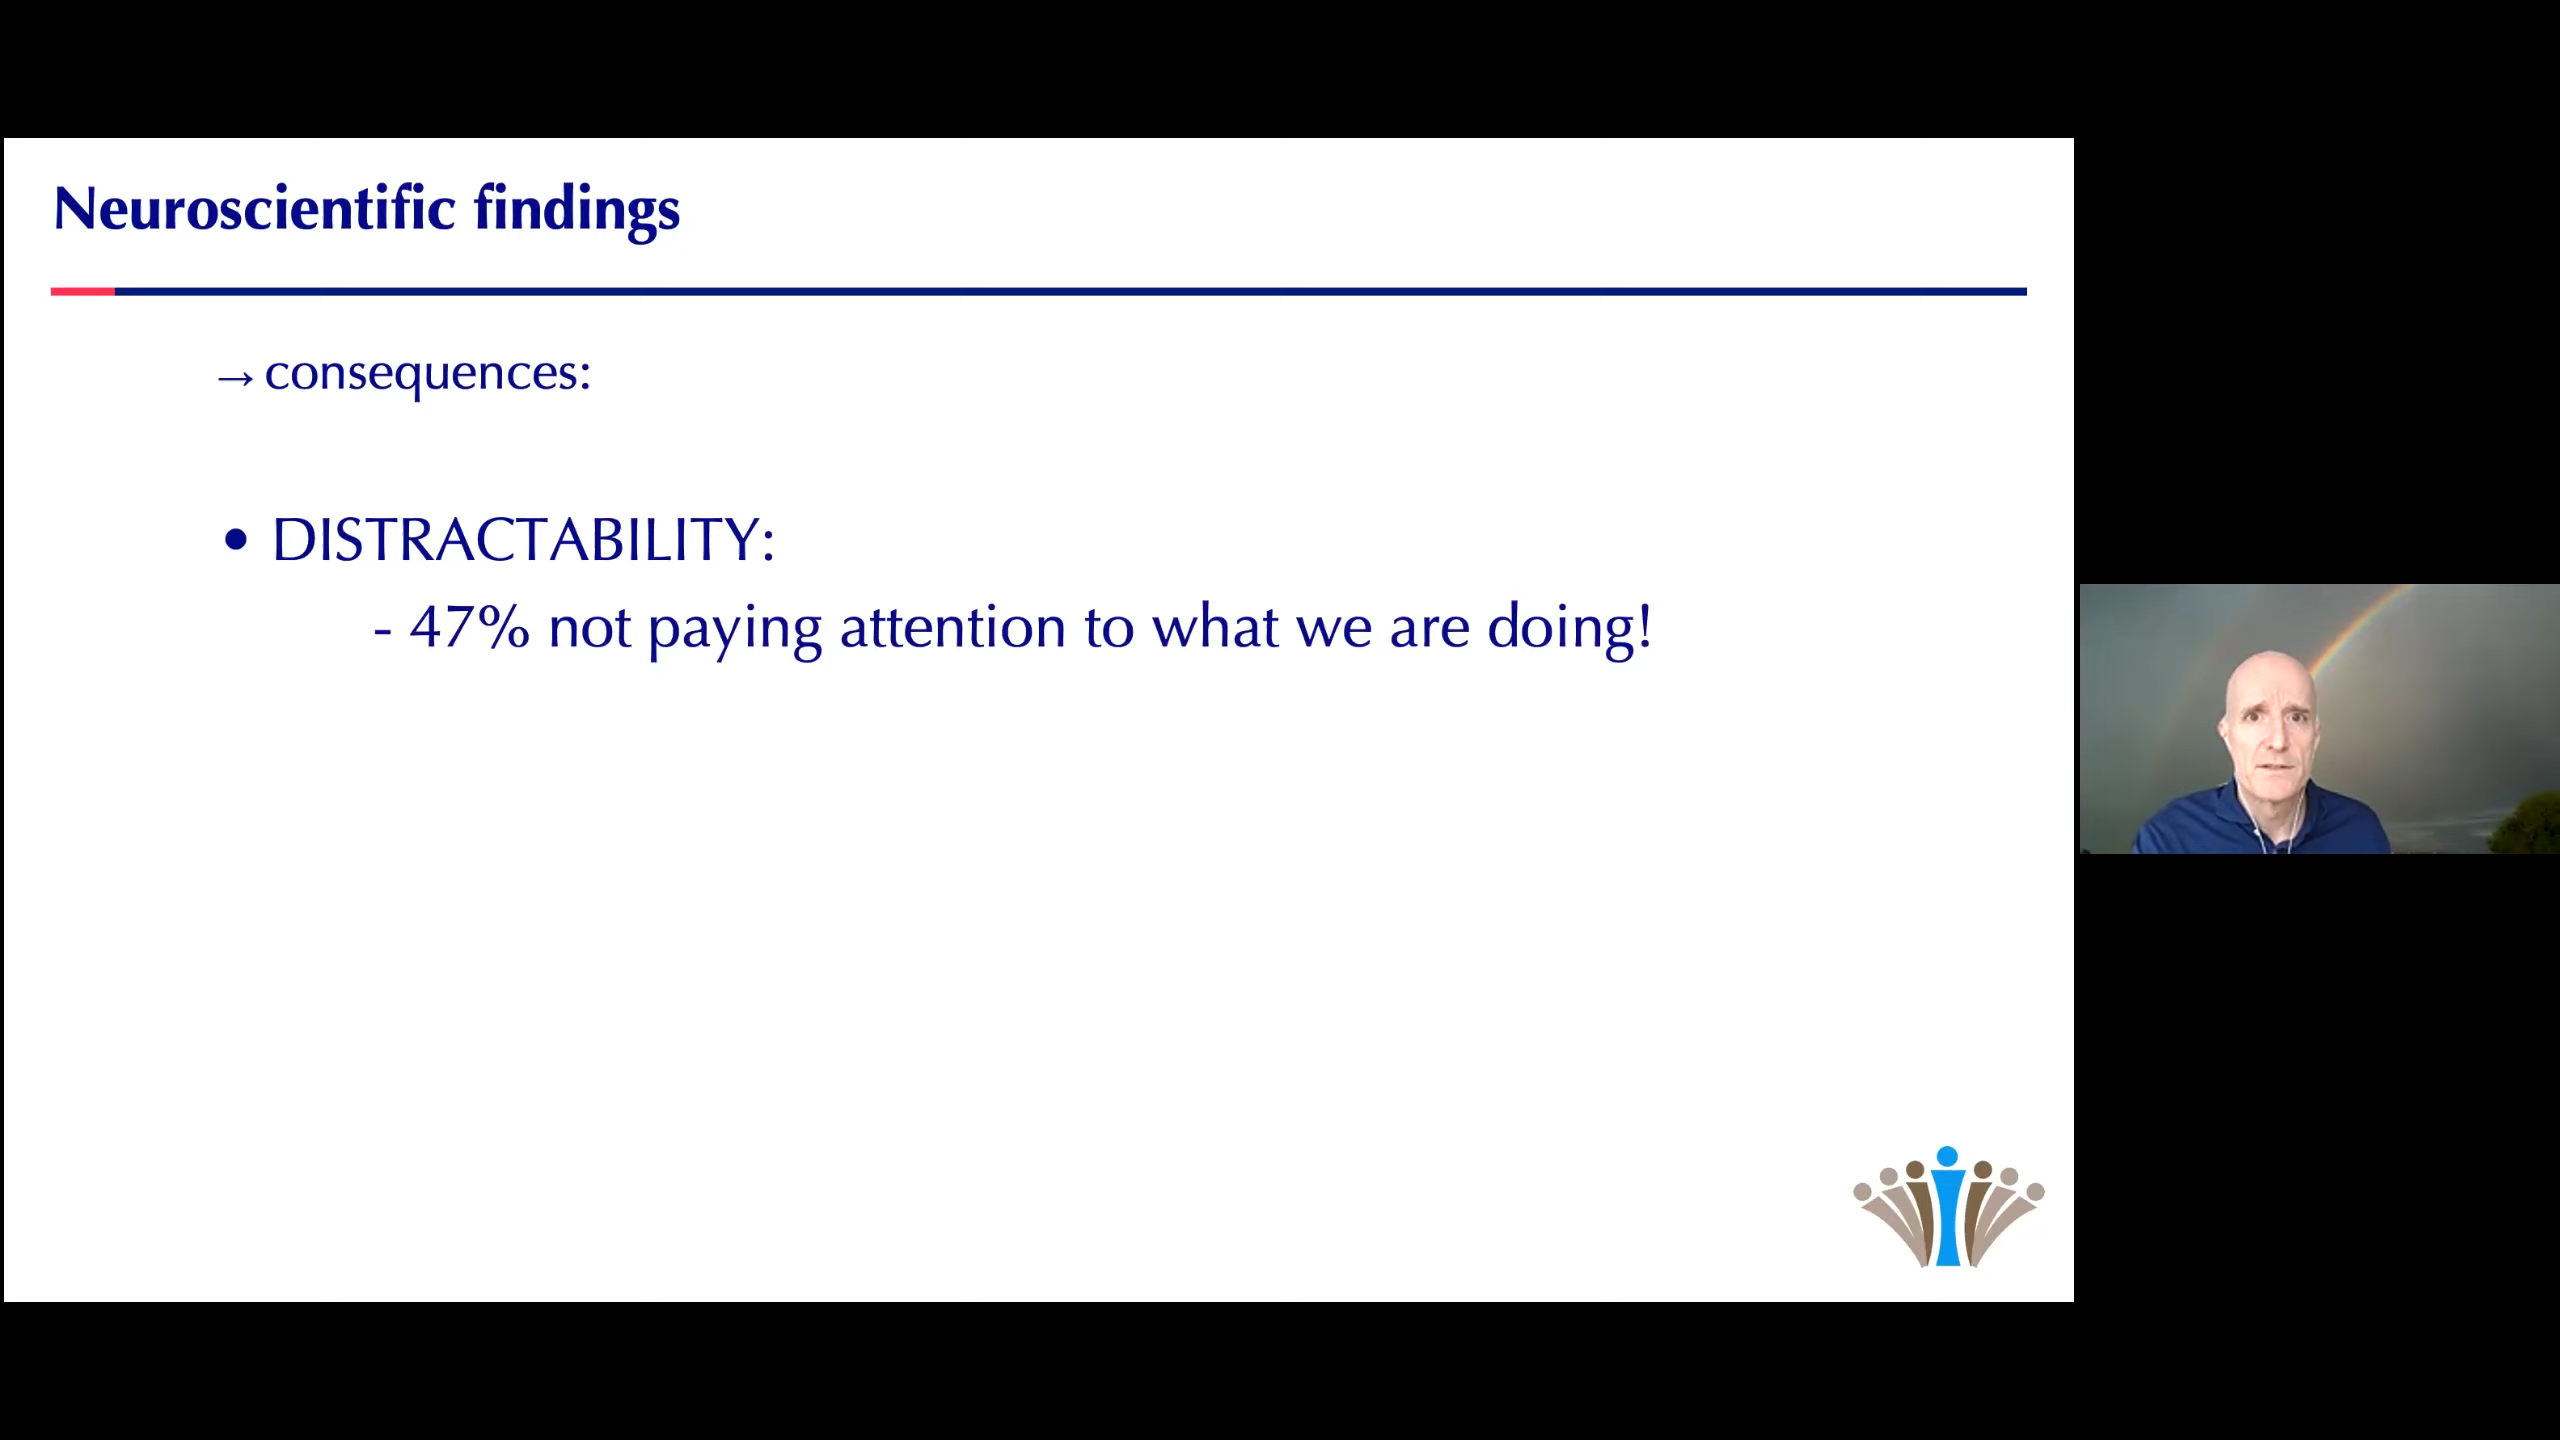 Neuroscientific findings
→ consequences:
• DISTRACTABILITY:
- 47% not paying attention to what we are doing!